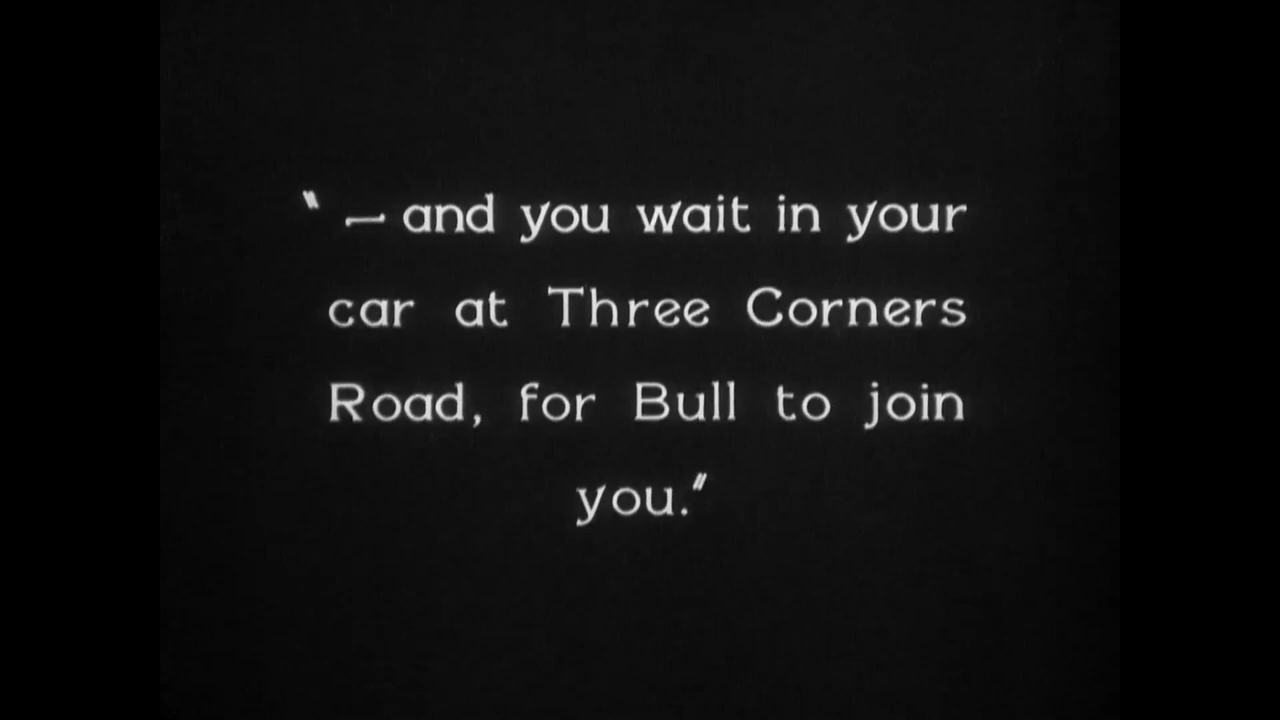 "— and you wait in your
car at Three Corners
Road, for Bull to join
you."